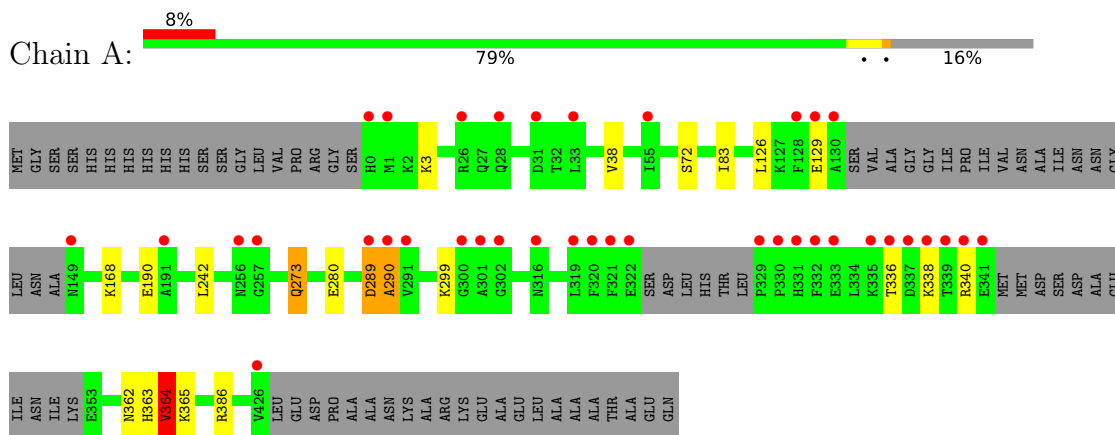 8%
Chain A:
79% • • 16%
MET GLY SER SER HIS HIS HIS HIS HIS HIS SER SER GLY LEU VAL PRO ARG GLY SER H0 M1 K2 K3 R26 Q27 Q28 D31 T32 L33 V38 I55 S72 I83 L126 K127 F128 E129 A130 SER VAL ALA GLY GLY ILE PRO ILE VAL ASN ALA ILE ASN ASN GLY
LEU ASN ALA N149 K168 E190 A191 L242 N256 G257 Q273 E280 D289 A290 V291 K299 G300 A301 G302 N316 L319 F320 F321 E322 SER ASP LEU HIS THR LEU P329 P330 H331 F332 E333 L334 K335 T336 D337 K338 T339 R340 E341 MET MET ASP SER ASP ALA GLU
ILE ASN ILE LYS E353 N362 H363 V364 K365 R386 V426 LEU GLU ASP PRO ALA ALA ASN LYS ALA ARG LYS GLU ALA GLU LEU ALA ALA ALA THR ALA GLU GLN